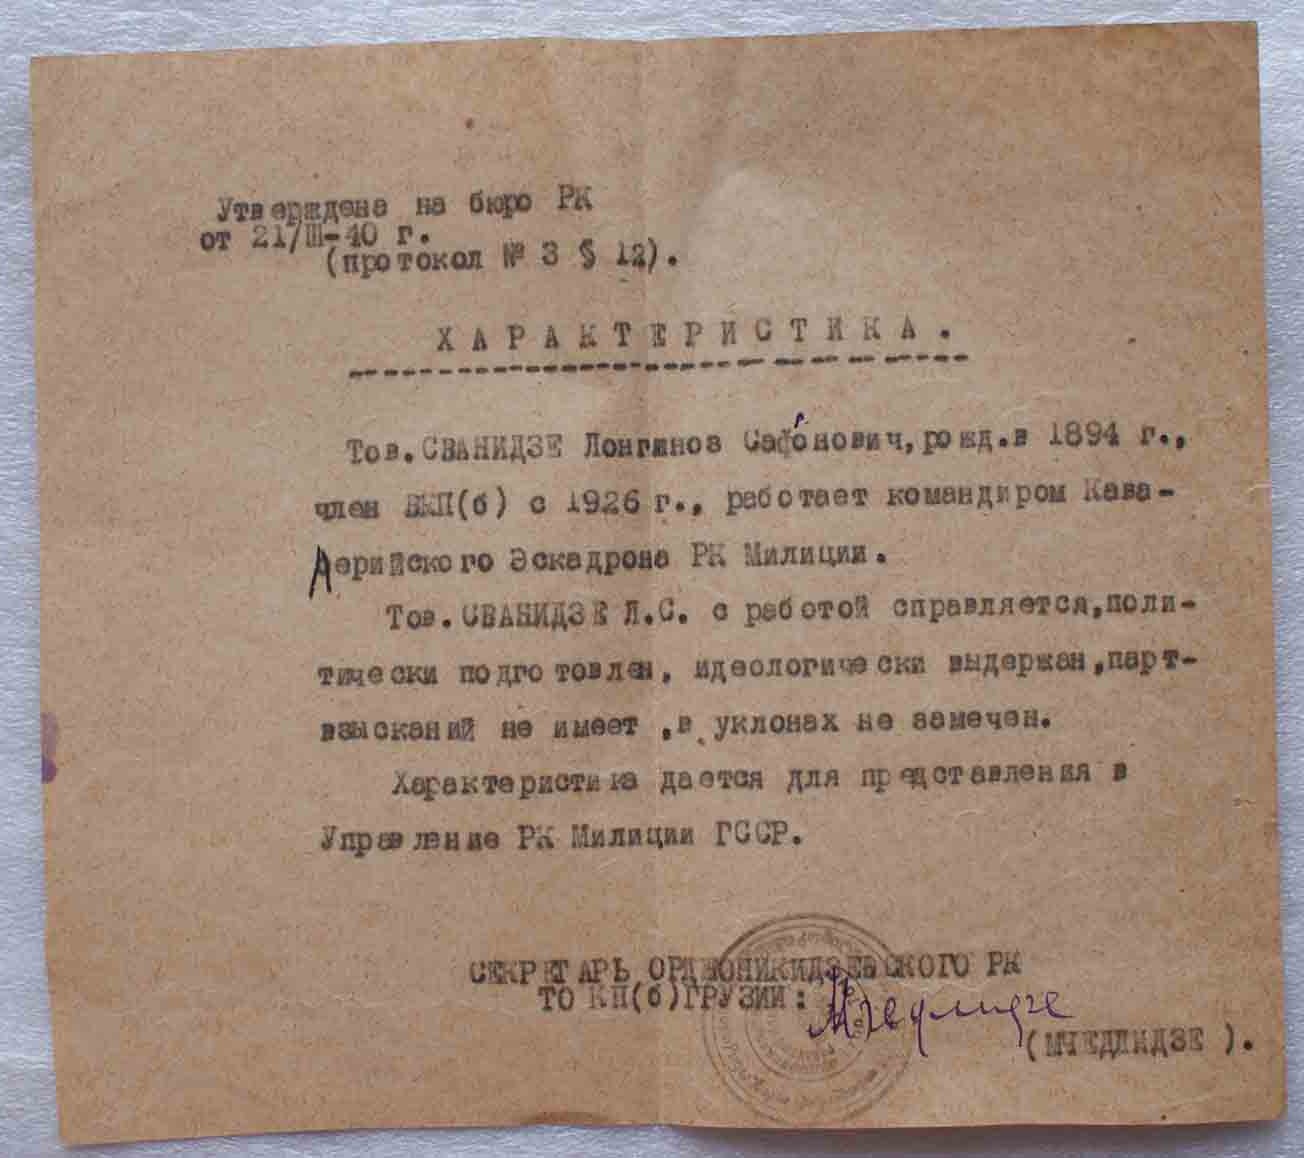 Утверждена на бюро РК
от 21/III-40 г.
(протокол № 3 § 12).
ХАРАКТЕРИСТИКА.
Тов. СВАНИДЗЕ Лонгиноз Сафонович, рожд. в 1894 г.,
член ВКП(б) с 1926 г., работает командиром Кава-
лерийского Эскадрона РК Милиции.
Тов. СВАНИДЗЕ Л.С. с работой справляется, поли-
тически подготовлен, идеологически выдержан, парт-
взысканий не имеет, в уклонах не замечен.
Характеристика дается для представления в
Управление РК Милиции ГССР.
СЕКРЕТАРЬ ОРДЖОНИКИДЗЕВСКОГО РК
ТО КП(б) ГРУЗИИ:
(МЧЕДЛИДЗЕ).